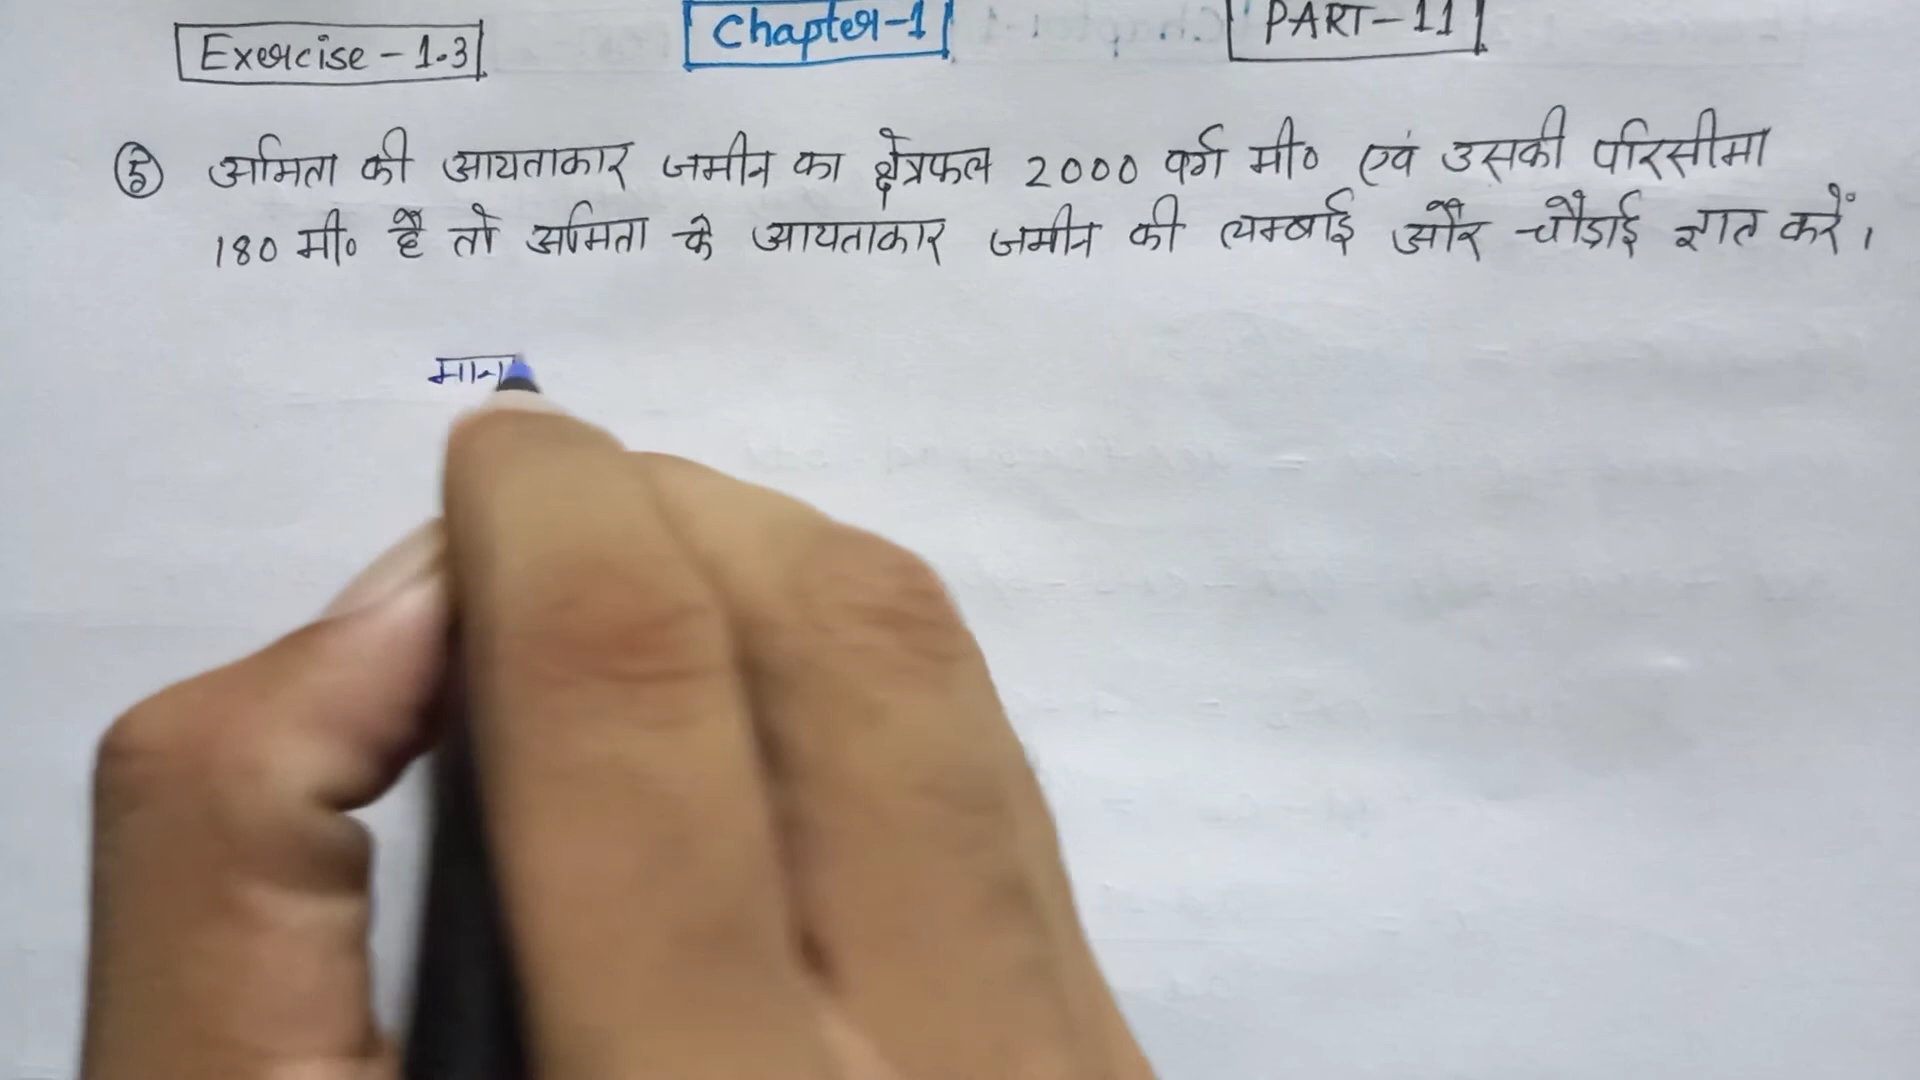 Exercise - 1.3
Chapter-1
PART-11
⑤ अमिता की आयताकार जमीन का क्षेत्रफल 2000 वर्ग मी० एवं उसकी परिसीमा
180 मी० है तो अमिता के आयताकार जमीन की लम्बाई और चौड़ाई ज्ञात करें।
माना